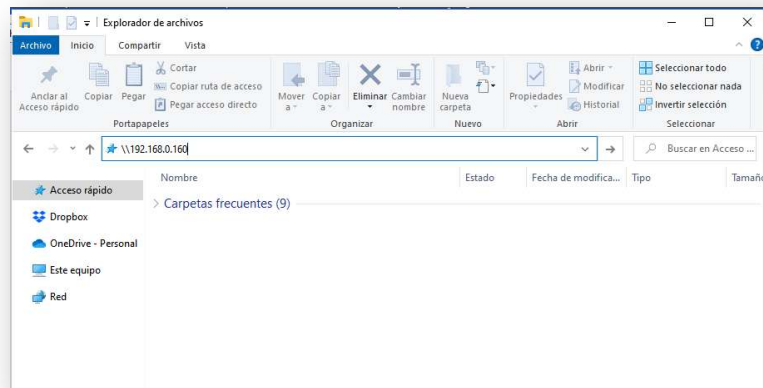 Explorador de archivos
Archivo Inicio Compartir Vista
Anclar al Acceso rápido
Copiar
Pegar
Cortar
Copiar ruta de acceso
Pegar acceso directo
Portapapeles
Mover a
Copiar a
Eliminar
Cambiar nombre
Organizar
Nueva carpeta
Nuevo
Propiedades
Abrir
Modificar
Historial
Abrir
Seleccionar todo
No seleccionar nada
Invertir selección
Seleccionar
\\192.168.0.160
Buscar en Acceso ...
Nombre Estado Fecha de modifica... Tipo Tamaño
Acceso rápido
Carpetas frecuentes (9)
Dropbox
OneDrive - Personal
Este equipo
Red